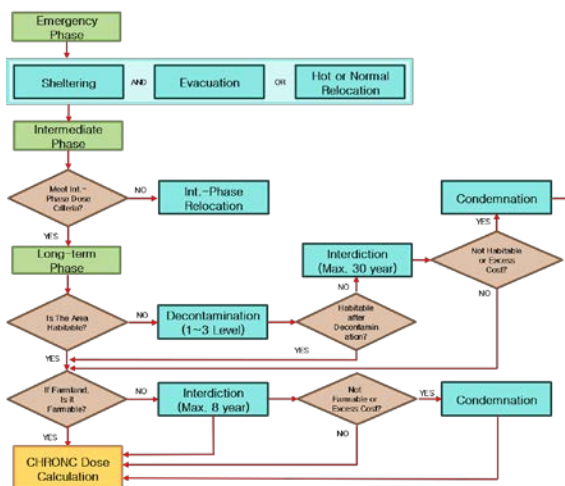 Emergency
Phase
Sheltering
AND
Evacuation
OR
Hot or Normal
Relocation
Intermediate
Phase
Meet Int.-
Phase Dose
Criteria?
NO
Int.-Phase
Relocation
YES
Condemnation
YES
Long-term
Phase
Interdiction
(Max. 30 year)
Not Habitable
or Excess
Cost?
NO
NO
Is The Area
Habitable?
NO
Decontamination
(1~3 Level)
Habitable
after
Decontamin
ation?
YES
YES
If Farmland,
Is it
Farmable?
NO
Interdiction
(Max. 8 year)
Not
Farmable or
Excess Cost?
YES
Condemnation
YES
NO
CHRONC Dose
Calculation